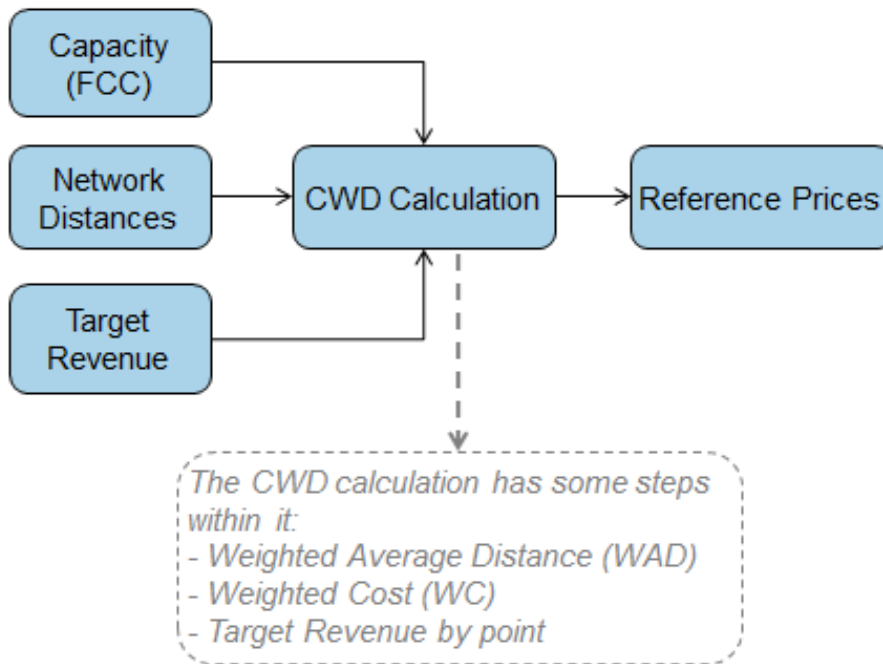 Capacity
(FCC)
Network
Distances
CWD Calculation
Reference Prices
Target
Revenue
The CWD calculation has some steps
within it:
- Weighted Average Distance (WAD)
- Weighted Cost (WC)
- Target Revenue by point